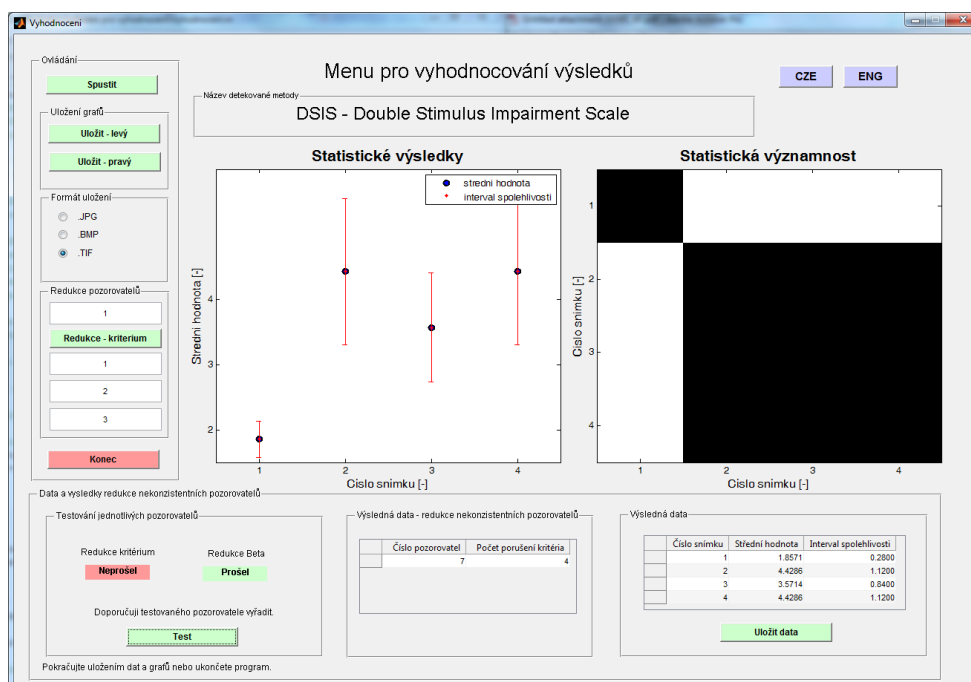 Vyhodnoceni
Ovládání
Spustit
Uložení grafů
Uložit - levý
Uložit - pravý
Formát uložení
.JPG
.BMP
.TIF
Redukce pozorovatelů
1
Redukce - kriterium
1
2
3
Konec
Menu pro vyhodnocování výsledků
CZE
ENG
Název detekované metody
DSIS - Double Stimulus Impairment Scale
Statistické výsledky
středni hodnota
interval spolehlivosti
Středni hodnota [-]
4
3
2
1 2 3 4
Cislo snimku [-]
Statistická významnost
Cislo snimku [-]
1
2
3
4
1 2 3 4
Cislo snimku [-]
Data a vysledky redukce nekonzistentních pozorovatelů
Testování jednotlivých pozorovatelů
Redukce kritérium Redukce Beta
Neprošel Prošel
Doporučuji testovaného pozorovatele vyřadit.
Test
Výsledná data - redukce nekonzistentních pozorovatelů
Číslo pozorovatel Počet porušení kritéria
7 4
Výsledná data
Číslo snímku Střední hodnota Interval spolehlivosti
1 1.8571 0.2800
2 4.4286 1.1200
3 3.5714 0.8400
4 4.4286 1.1200
Uložít data
Pokračujte uložením dat a grafů nebo ukončete program.